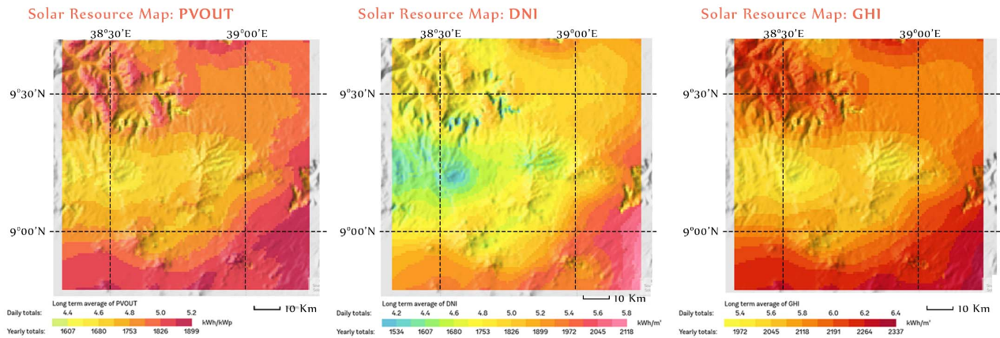 Solar Resource Map: PVOUT
38°30'E 39°00'E
9°30'N
9°00'N
10 Km
Long term average of PVOUT
Daily totals: 4.4 4.6 4.8 5.0 5.2
kWh/kWp
Yearly totals: 1607 1680 1753 1826 1899
Solar Resource Map: DNI
38°30'E 39°00'E
9°30'N
9°00'N
10 Km
Long term average of DNI
Daily totals: 4.2 4.4 4.6 4.8 5.0 5.2 5.4 5.6 5.8
kWh/m²
Yearly totals: 1534 1607 1680 1753 1826 1899 1972 2045 2118
Solar Resource Map: GHI
38°30'E 39°00'E
9°30'N
9°00'N
10 Km
Long term average of GHI
Daily totals: 5.4 5.6 5.8 6.0 6.2 6.4
kWh/m²
Yearly totals: 1972 2045 2118 2191 2264 2337